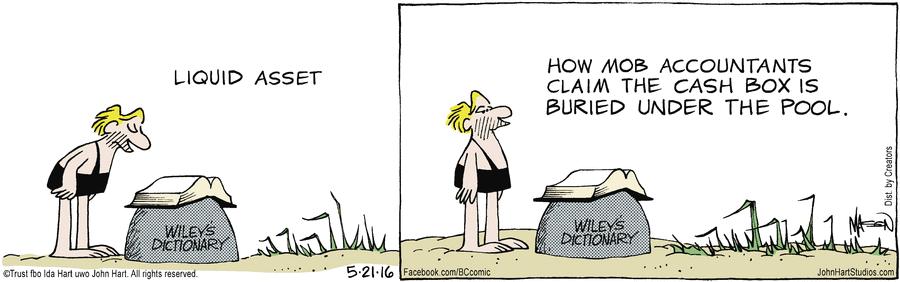 LIQUID ASSET
WILEY'S
DICTIONARY
©Trust fbo Ida Hart uwo John Hart. All rights reserved.
5-21-16
HOW MOB ACCOUNTANTS
CLAIM THE CASH BOX IS
BURIED UNDER THE POOL.
WILEY'S
DICTIONARY
Facebook.com/BCcomic
Dist. by Creators
JohnHartStudios.com